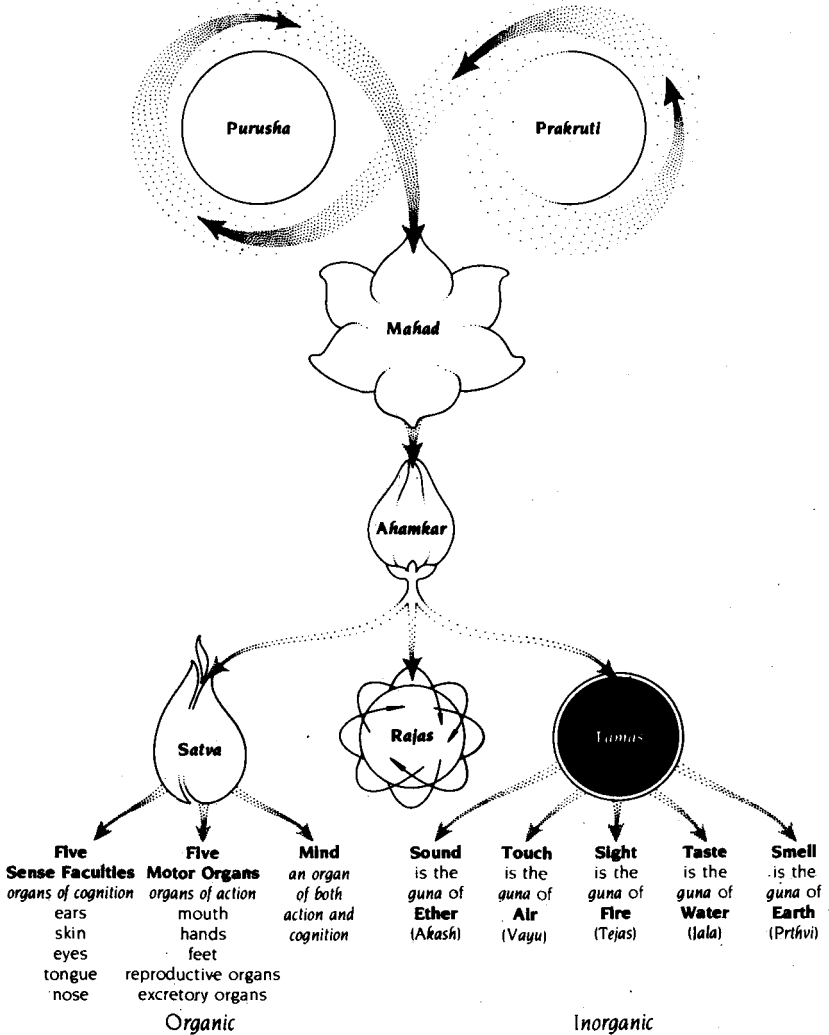 Purusha
Prakruti
Mahad
Ahamkar
Satva
Rajas
Tamas
Five
Sense Faculties
organs of cognition
ears
skin
eyes
tongue
nose
Five
Motor Organs
organs of action
mouth
hands
feet
reproductive organs
excretory organs
Mind
an organ
of both
action and
cognition
Sound
is the
guna of
Ether
(Akash)
Touch
is the
guna of
Air
(Vayu)
Sight
is the
guna of
Fire
(Tejas)
Taste
is the
guna of
Water
(Jala)
Smell
is the
guna of
Earth
(Prthvi)
Organic
Inorganic